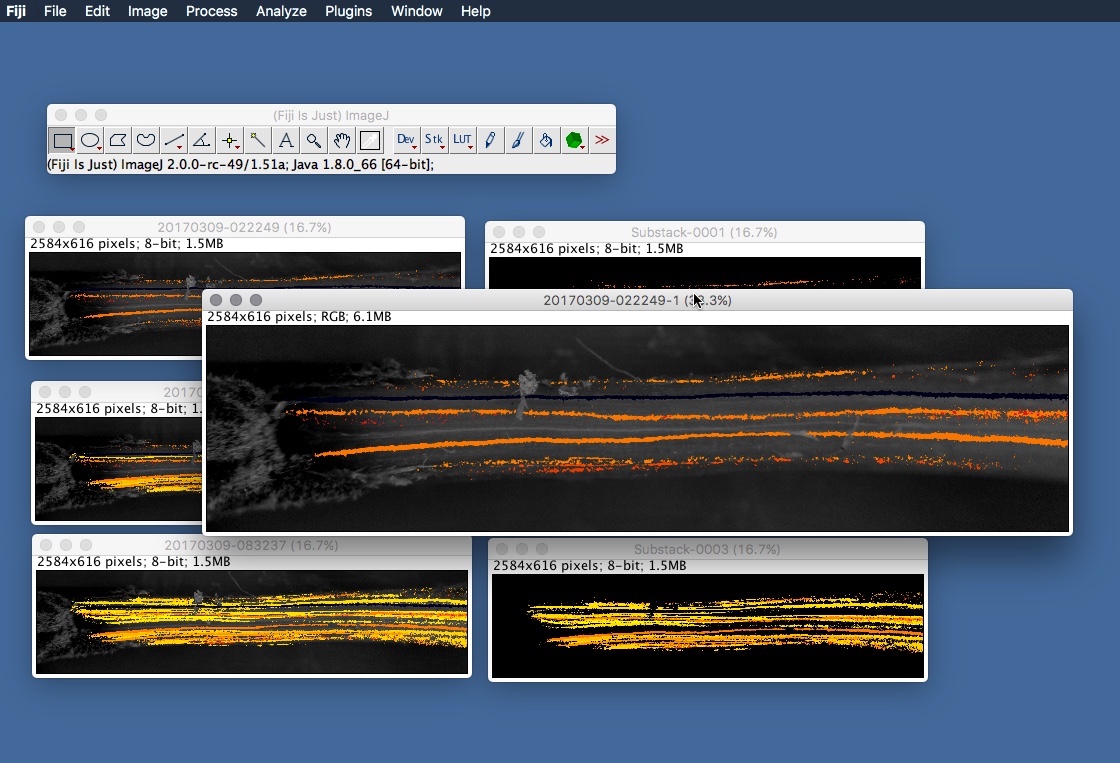 Fiji File Edit Image Process Analyze Plugins Window Help
(Fiji Is Just) ImageJ
A Dev Stk LUT >>
(Fiji Is Just) ImageJ 2.0.0-rc-49/1.51a; Java 1.8.0_66 [64-bit];
20170309-022249 (16.7%)
2584x616 pixels; 8-bit; 1.5MB
Substack-0001 (16.7%)
2584x616 pixels; 8-bit; 1.5MB
20170309-022249-1 ( .3%)
2584x616 pixels; RGB; 6.1MB
20170
2584x616 pixels; 8-bit; 1.
20170309-083237 (16.7%)
2584x616 pixels; 8-bit; 1.5MB
Substack-0003 (16.7%)
2584x616 pixels; 8-bit; 1.5MB